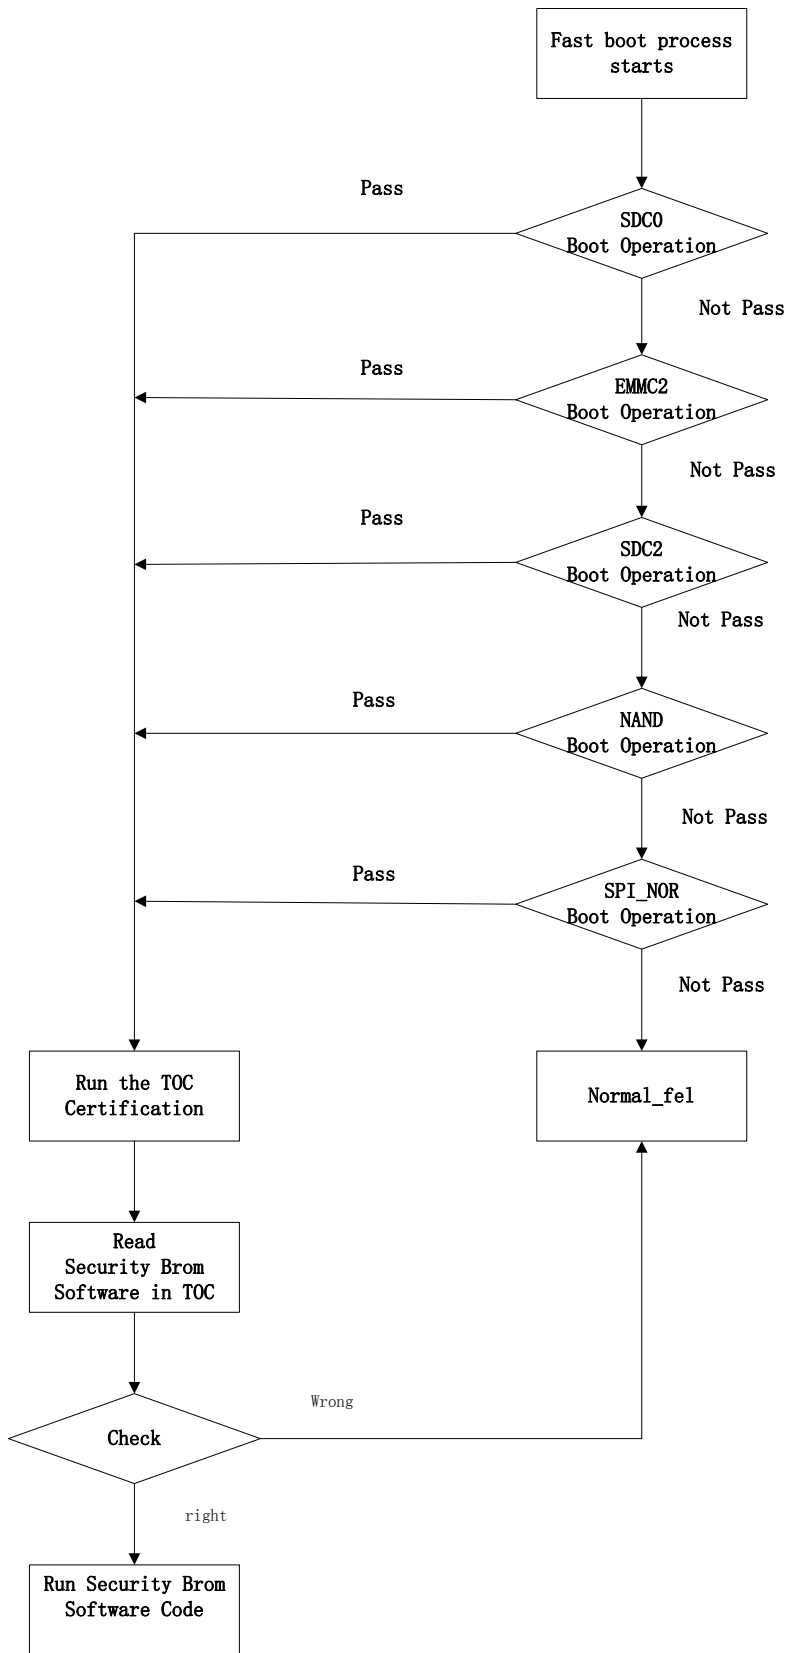 Fast boot process
starts
Pass
SDC0
Boot Operation
Not Pass
Pass
EMMC2
Boot Operation
Not Pass
Pass
SDC2
Boot Operation
Not Pass
Pass
NAND
Boot Operation
Not Pass
Pass
SPI_NOR
Boot Operation
Not Pass
Run the TOC
Certification
Normal_fel
Read
Security Brom
Software in TOC
Wrong
Check
right
Run Security Brom
Software Code